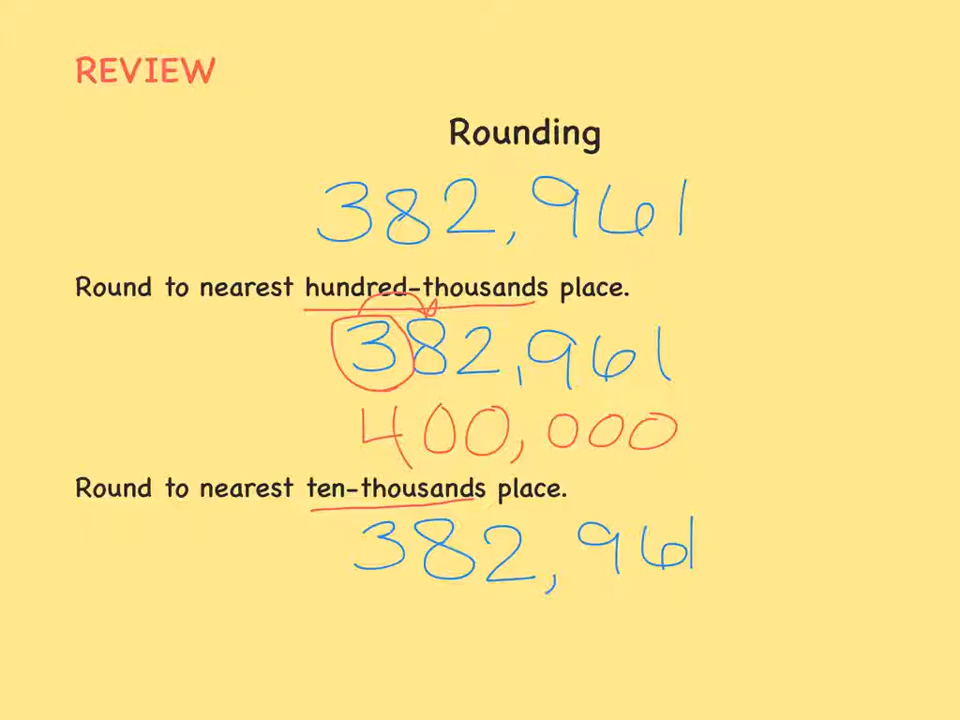 REVIEW
Rounding
382,961
Round to nearest hundred-thousands place.
382,961
400,000
Round to nearest ten-thousands place.
382,961